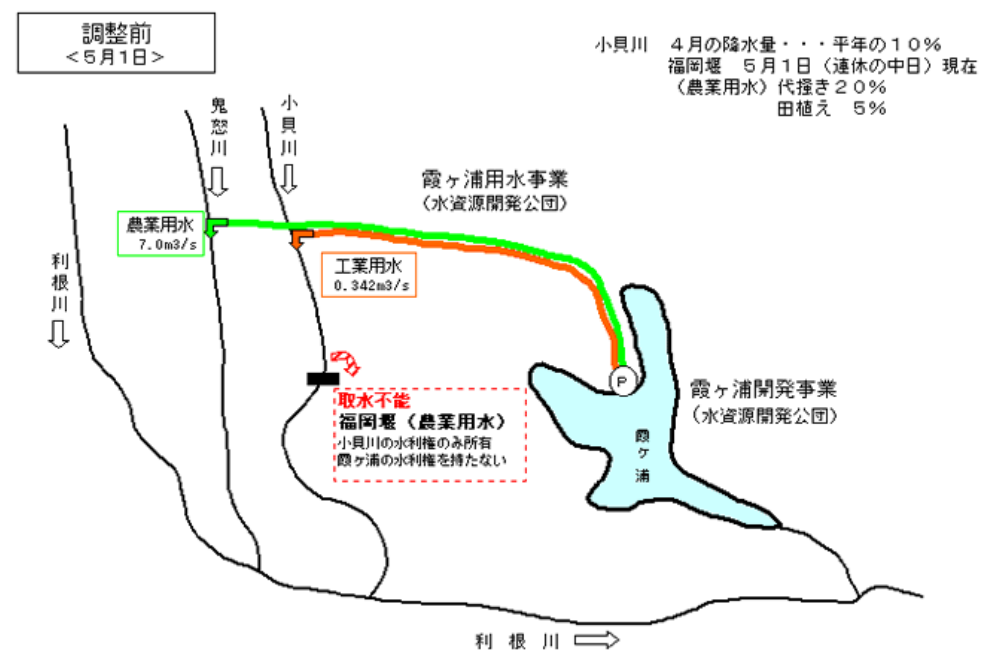 調整前
＜５月１日＞
小貝川　４月の降水量・・・平年の１０％
福岡堰　５月１日（連休の中日）現在
（農業用水）代掻き２０％
田植え　５％
鬼怒川
小貝川
霞ヶ浦用水事業
（水資源開発公団）
農業用水
7.0m3/s
工業用水
0.342m3/s
利根川
P
取水不能
福岡堰（農業用水）
小貝川の水利権のみ所有
霞ヶ浦の水利権を持たない
霞ヶ浦開発事業
（水資源開発公団）
霞ヶ浦
利根川